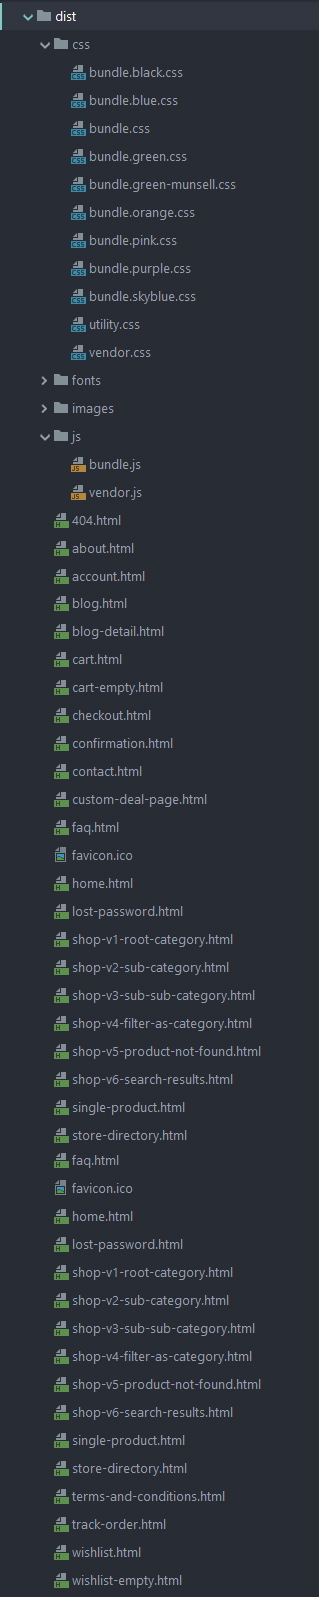 dist
css
bundle.black.css
bundle.blue.css
bundle.css
bundle.green.css
bundle.green-munsell.css
bundle.orange.css
bundle.pink.css
bundle.purple.css
bundle.skyblue.css
utility.css
vendor.css
fonts
images
js
bundle.js
vendor.js
404.html
about.html
account.html
blog.html
blog-detail.html
cart.html
cart-empty.html
checkout.html
confirmation.html
contact.html
custom-deal-page.html
faq.html
favicon.ico
home.html
lost-password.html
shop-v1-root-category.html
shop-v2-sub-category.html
shop-v3-sub-sub-category.html
shop-v4-filter-as-category.html
shop-v5-product-not-found.html
shop-v6-search-results.html
single-product.html
store-directory.html
faq.html
favicon.ico
home.html
lost-password.html
shop-v1-root-category.html
shop-v2-sub-category.html
shop-v3-sub-sub-category.html
shop-v4-filter-as-category.html
shop-v5-product-not-found.html
shop-v6-search-results.html
single-product.html
store-directory.html
terms-and-conditions.html
track-order.html
wishlist.html
wishlist-empty.html